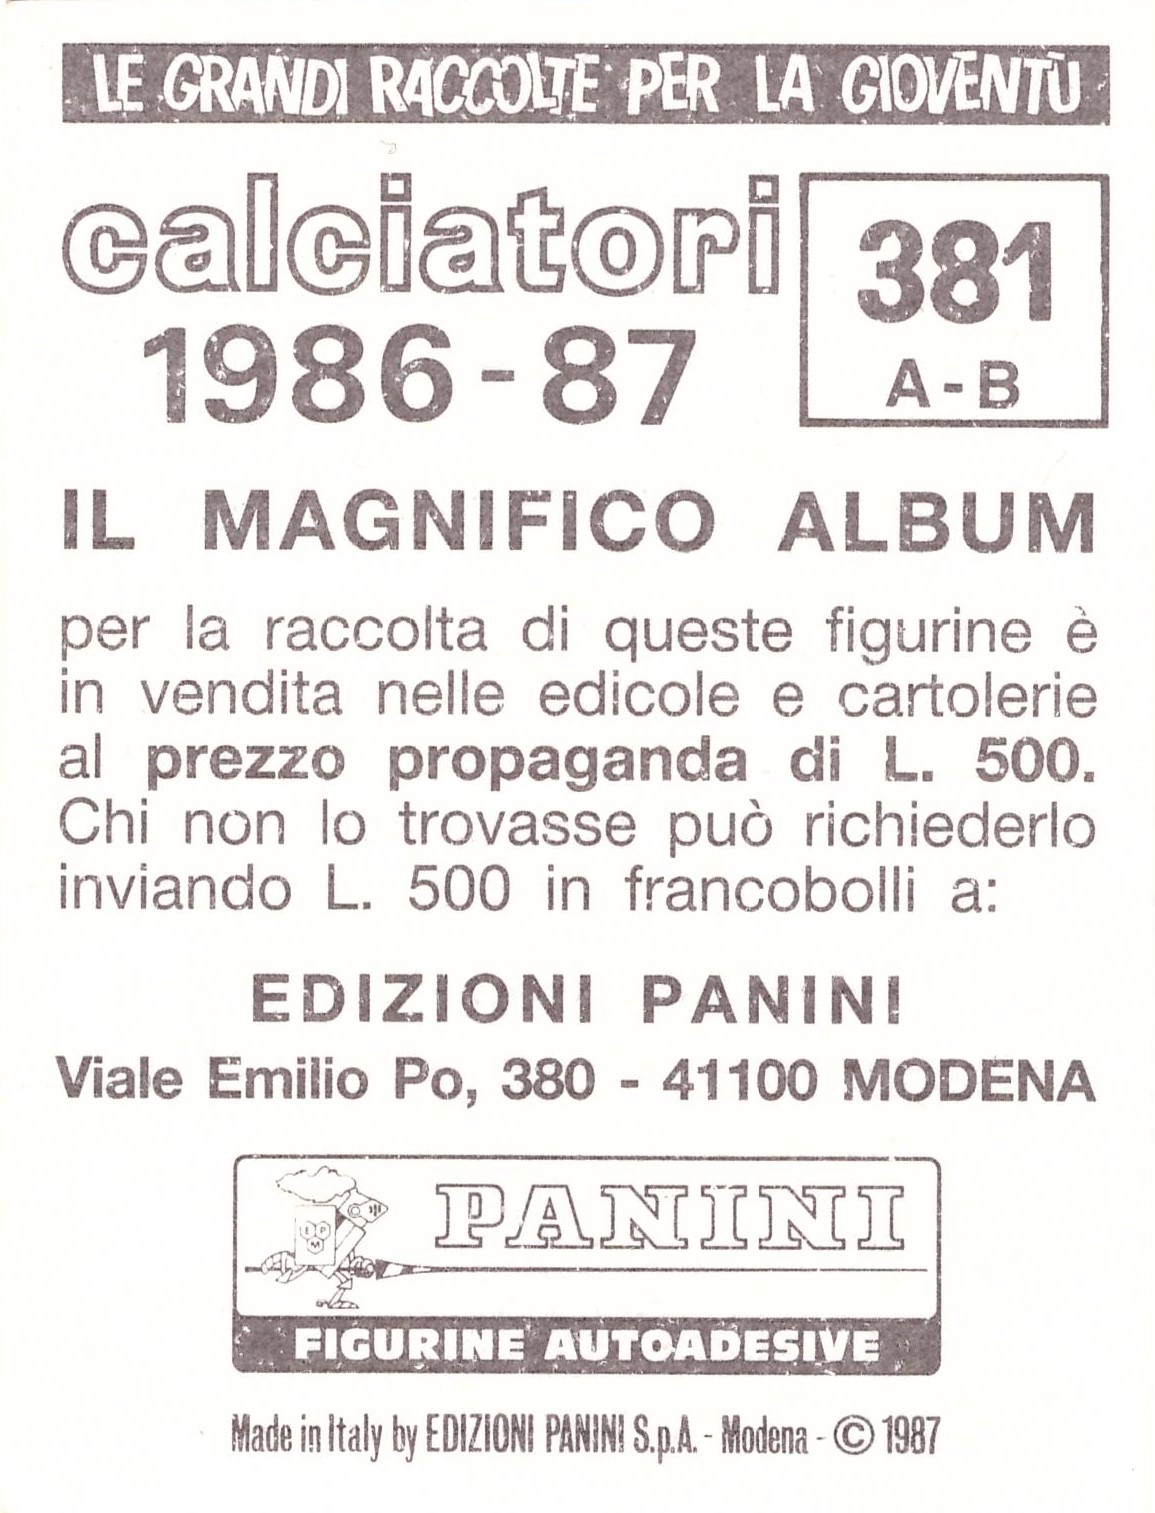 LE GRANDI RACCOLTE PER LA GIOVENTÙ
calciatori
1986-87
381
A-B
IL MAGNIFICO ALBUM
per la raccolta di queste figurine è
in vendita nelle edicole e cartolerie
al prezzo propaganda di L. 500.
Chi non lo trovasse può richiederlo
inviando L. 500 in francobolli a:
EDIZIONI PANINI
Viale Emilio Po, 380 - 41100 MODENA
E P
M
PANINI
FIGURINE AUTOADESIVE
Made in Italy by EDIZIONI PANINI S.p.A. - Modena - © 1987